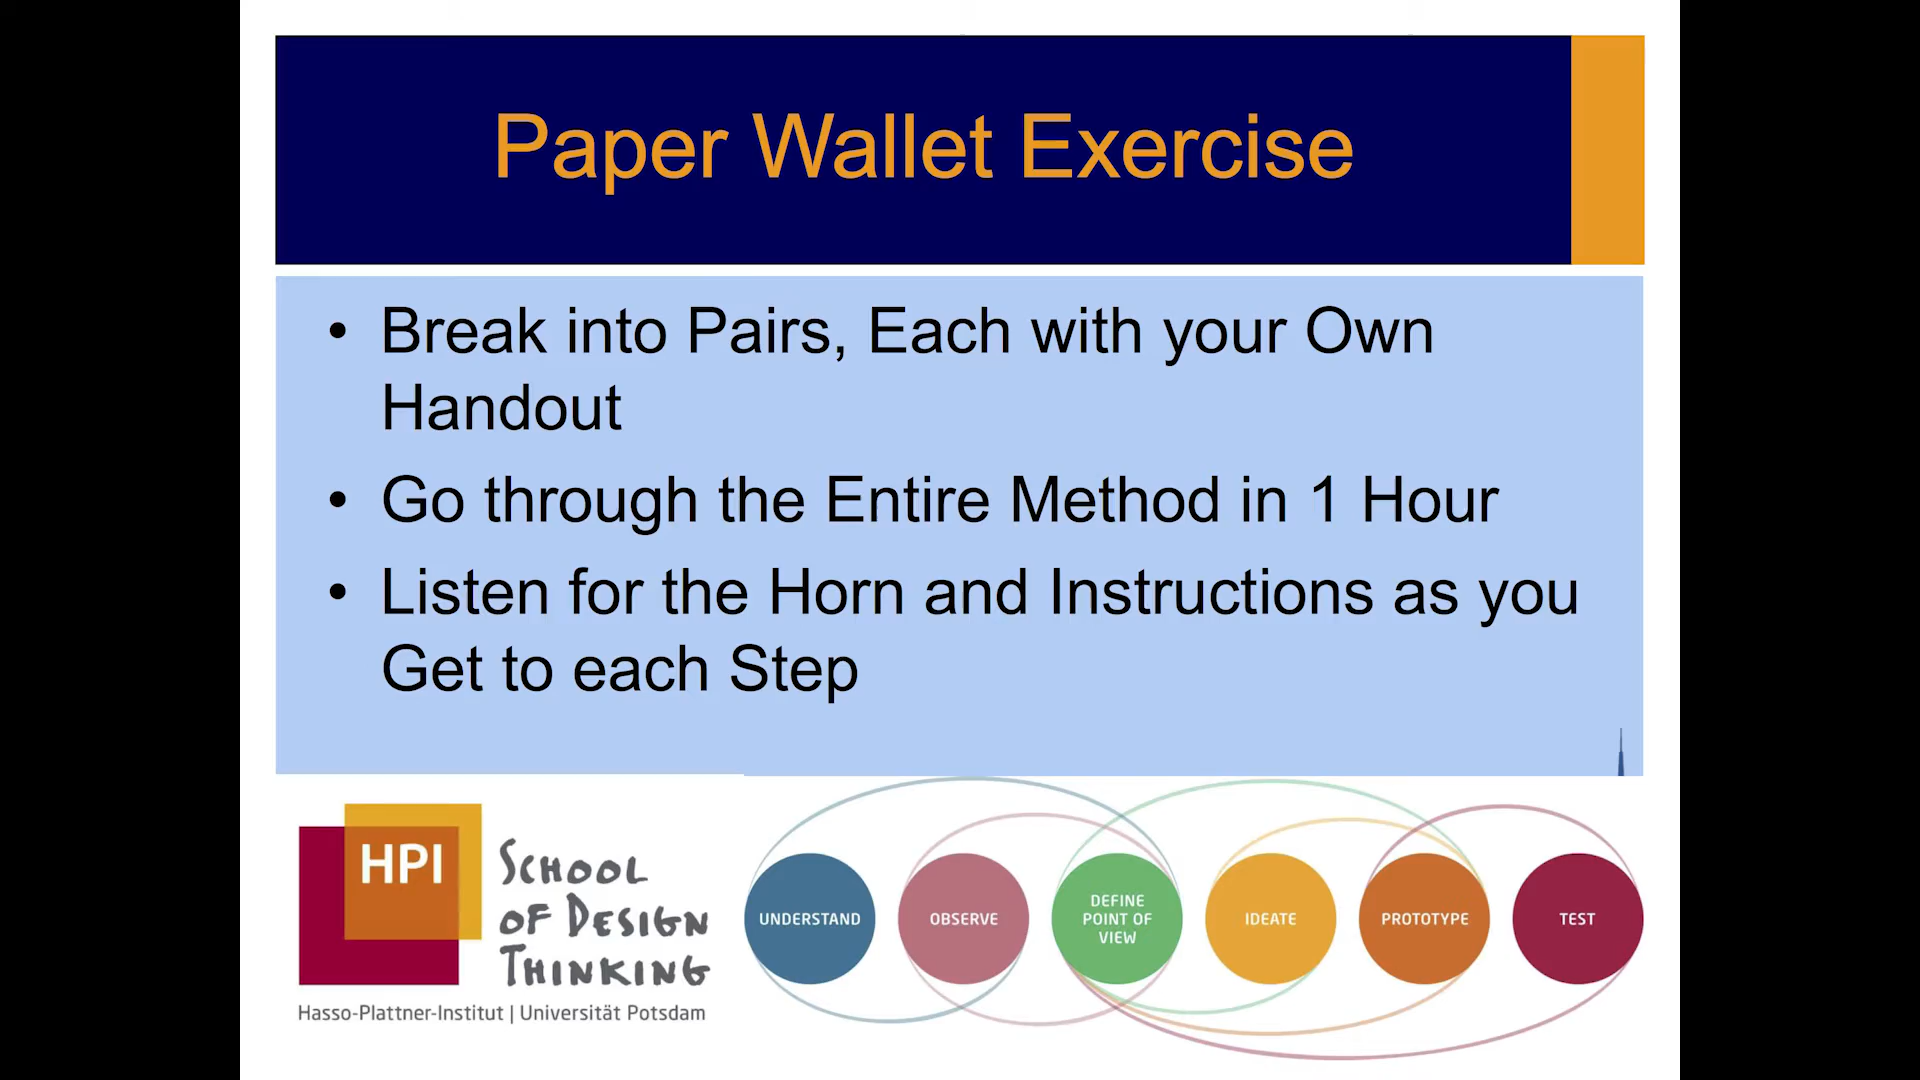 Paper Wallet Exercise
• Break into Pairs, Each with your Own
Handout
• Go through the Entire Method in 1 Hour
• Listen for the Horn and Instructions as you
Get to each Step
HPI
SCHOOL
OF DESIGN
THINKING
Hasso-Plattner-Institut | Universität Potsdam
UNDERSTAND
OBSERVE
DEFINE
POINT OF
VIEW
IDEATE
PROTOTYPE
TEST